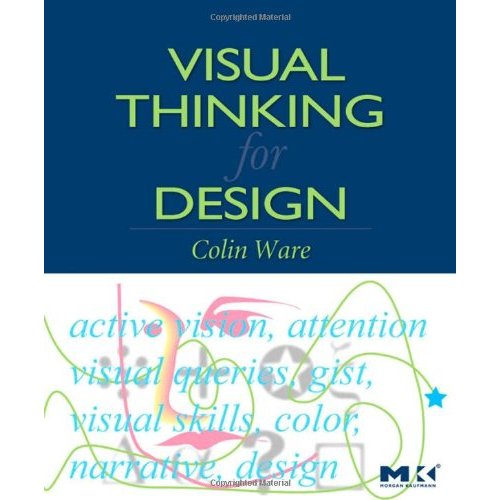 Copyrighted Material
VISUAL
THINKING
for
DESIGN
Colin Ware
active vision, attention
visual queries, gist,
visual skills, color,
narrative, design
MK
MORGAN KAUFMANN
Copyrighted Material